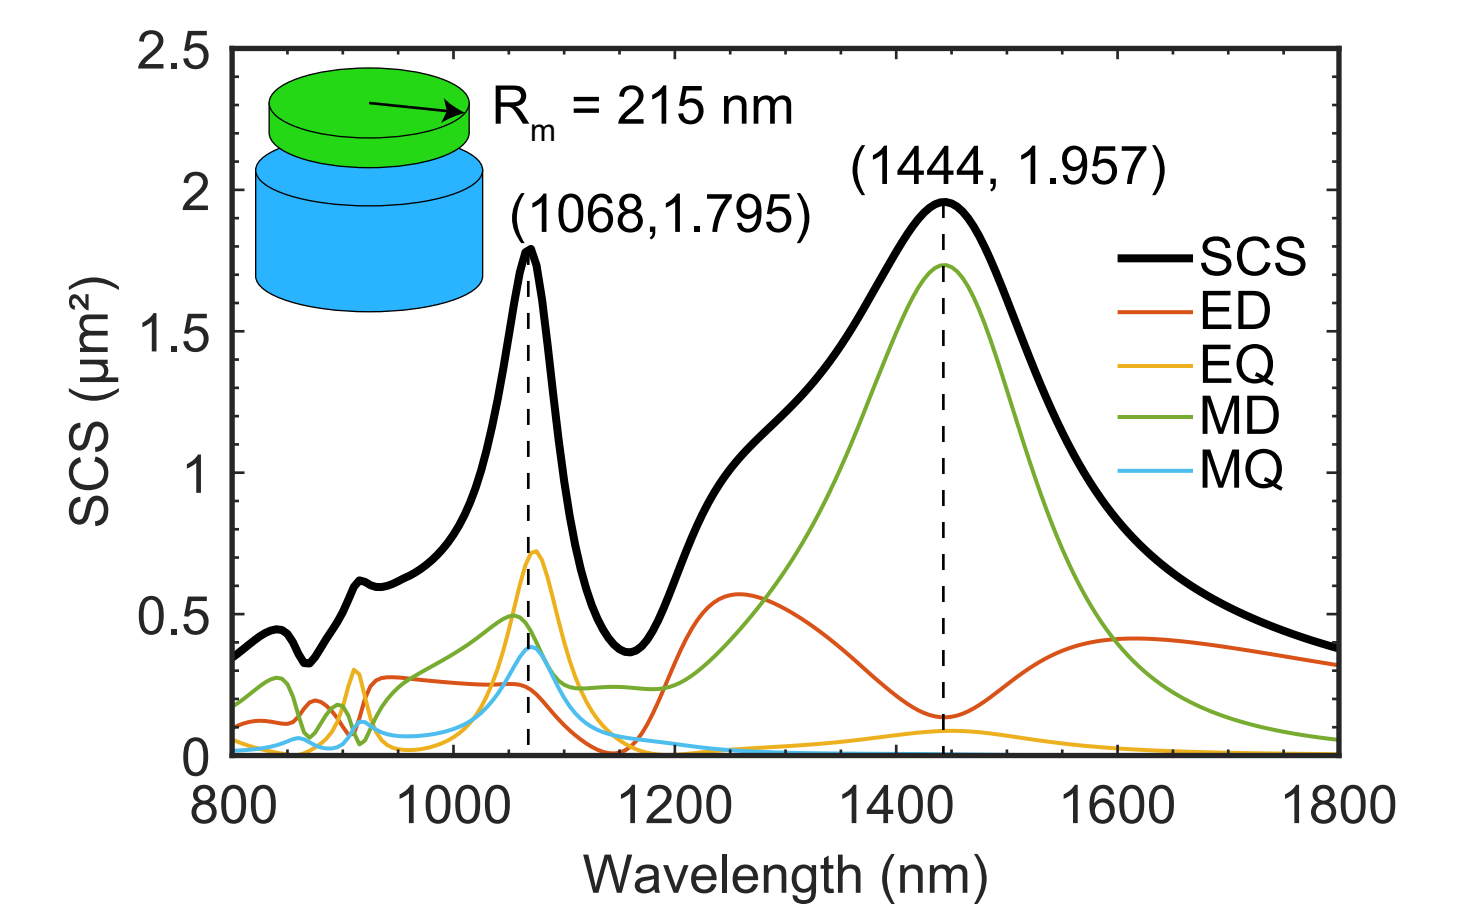 2.5
2
1.5
1
0.5
0
SCS (µm²)
R_m = 215 nm
(1068,1.795)
(1444, 1.957)
SCS
ED
EQ
MD
MQ
800 1000 1200 1400 1600 1800
Wavelength (nm)